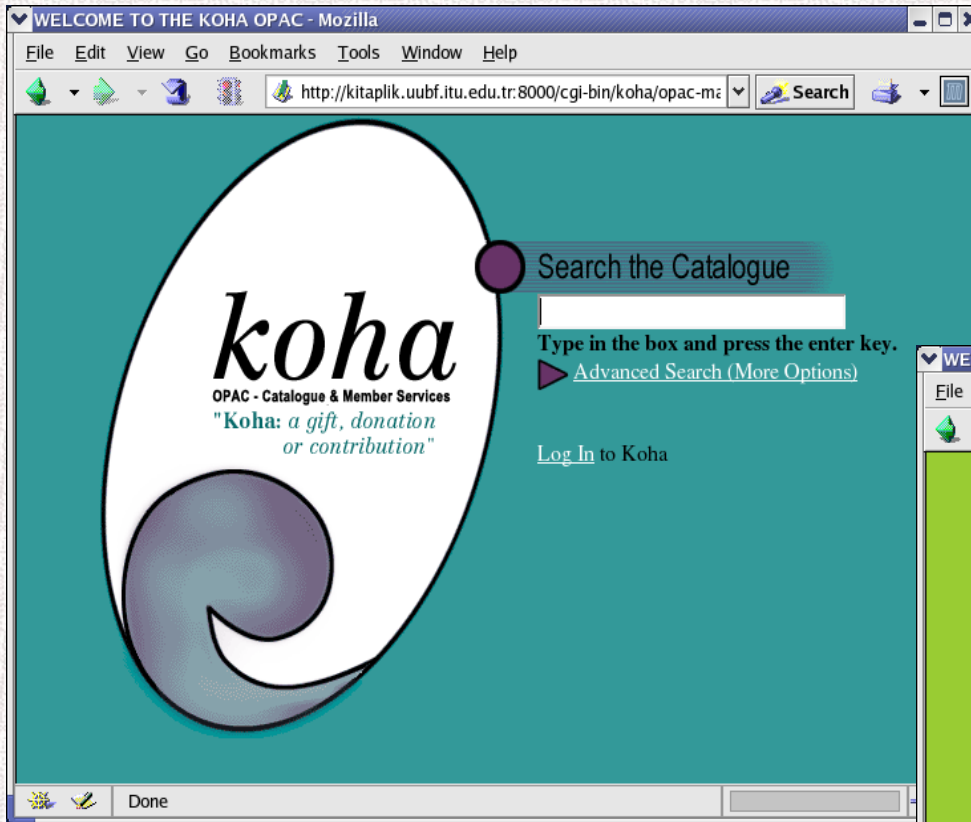 WELCOME TO THE KOHA OPAC - Mozilla
File Edit View Go Bookmarks Tools Window Help
http://kitaplik.uubf.itu.edu.tr:8000/cgi-bin/koha/opac-ma Search
Search the Catalogue
koha
OPAC - Catalogue & Member Services
"Koha: a gift, donation
or contribution"
Type in the box and press the enter key.
Advanced Search (More Options)
Log In to Koha
WE
File
Done